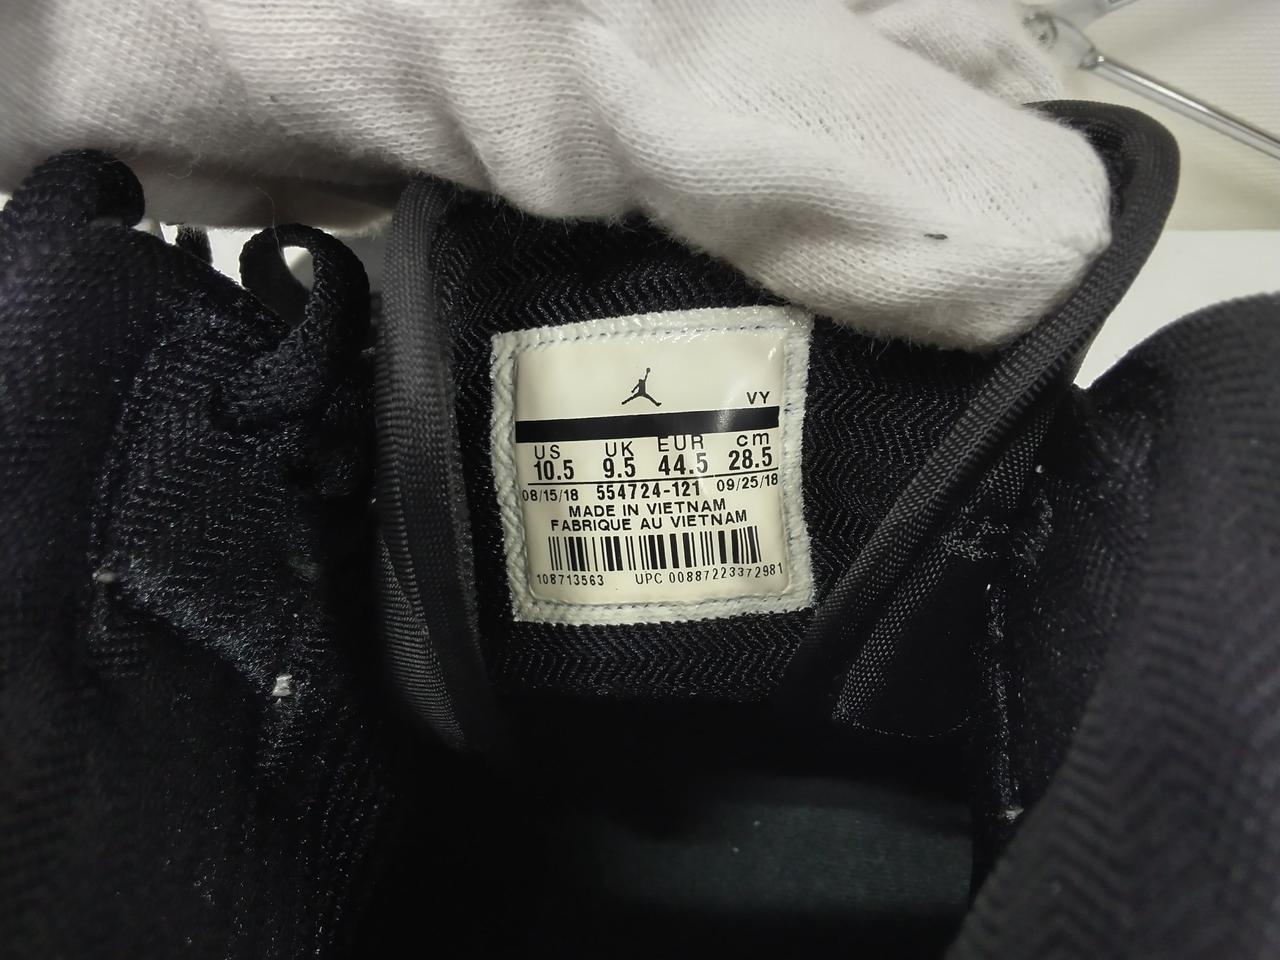 VY
US UK EUR cm
10.5 9.5 44.5 28.5
08/15/18 554724-121 09/25/18
MADE IN VIETNAM
FABRIQUE AU VIETNAM
108713563 UPC 00887223372981